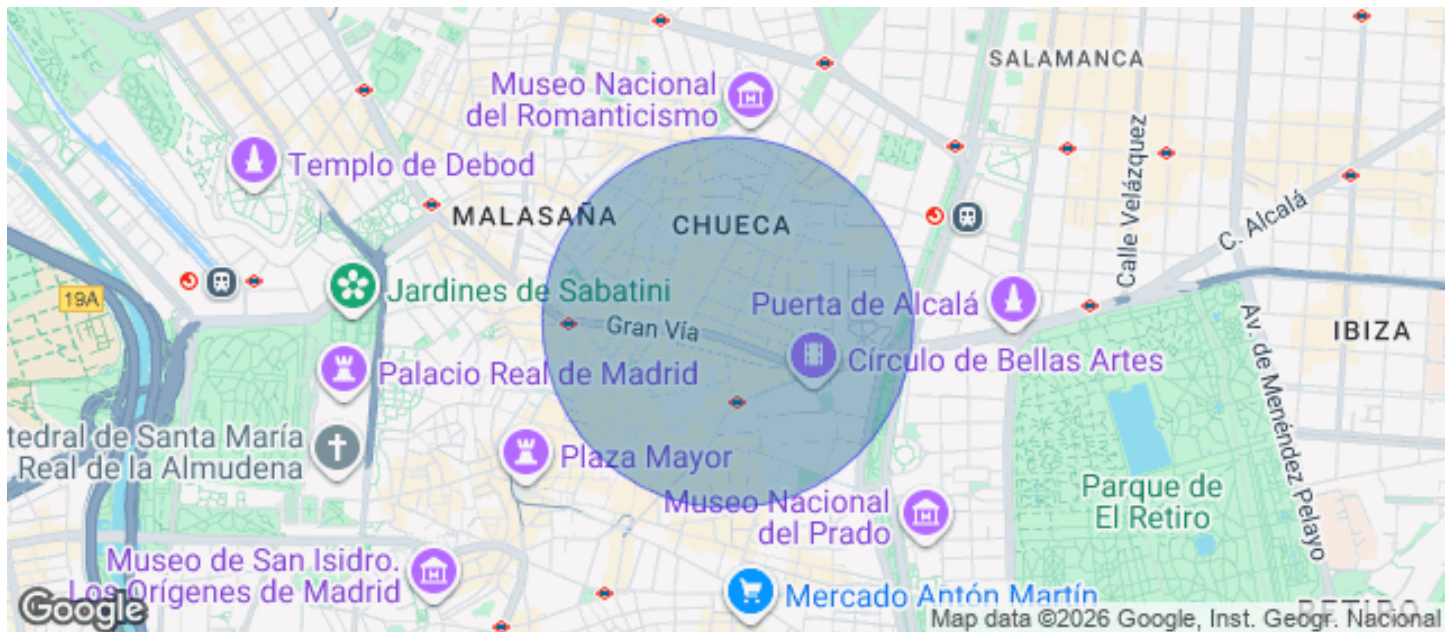 SALAMANCA
Museo Nacional
del Romanticismo
Calle Velázquez
Templo de Debod
MALASAÑA
CHUECA
C. Alcalá
19A
Jardines de Sabatini
Puerta de Alcalá
Gran Vía
IBIZA
Círculo de Bellas Artes
Palacio Real de Madrid
Av. de Menéndez Pelayo
tedral de Santa María
Real de la Almudena
Plaza Mayor
Parque de
El Retiro
Museo Nacional
del Prado
Museo de San Isidro.
Los Orígenes de Madrid
Mercado Antón Martín
RETIRO
Google
Map data ©2026 Google, Inst. Geogr. Nacional